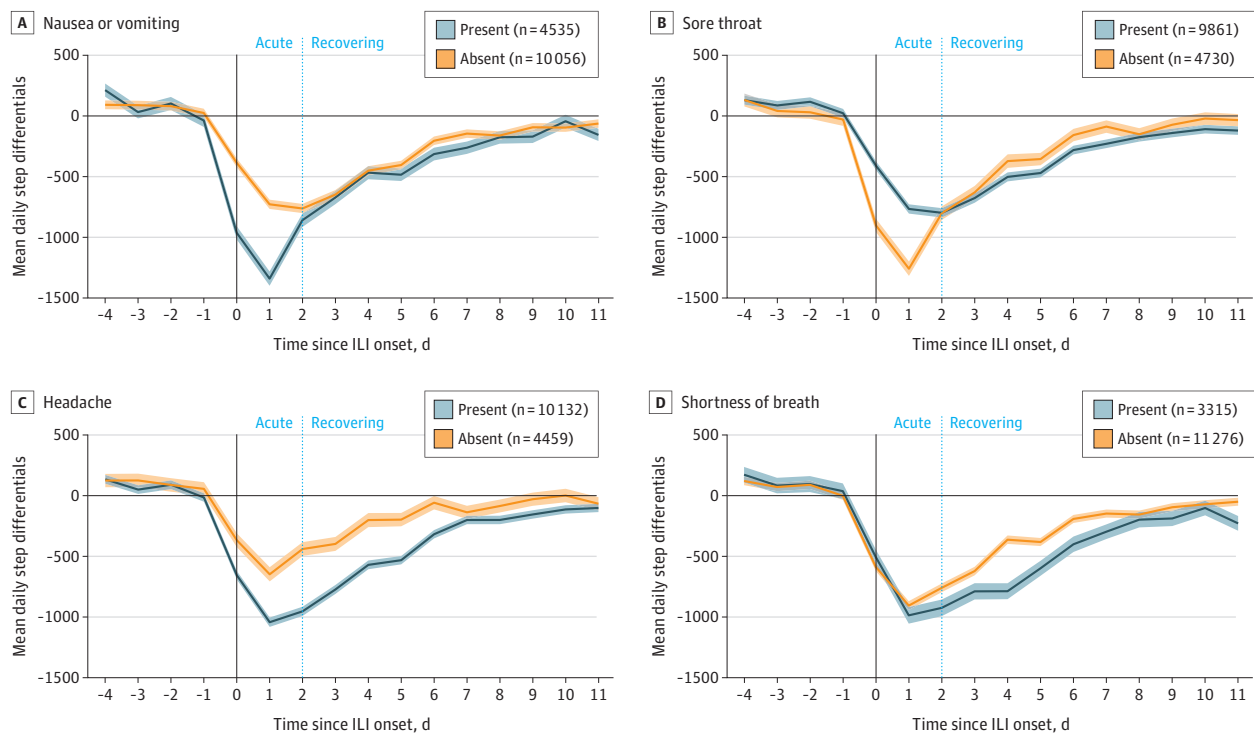 A Nausea or vomiting
Present (n=4535)
Absent (n=10056)
Acute Recovering
500
0
-500
-1000
-1500
Mean daily step differentials
-4 -3 -2 -1 0 1 2 3 4 5 6 7 8 9 10 11
Time since ILI onset, d
B Sore throat
Present (n=9861)
Absent (n=4730)
Acute Recovering
500
0
-500
-1000
-1500
Mean daily step differentials
-4 -3 -2 -1 0 1 2 3 4 5 6 7 8 9 10 11
Time since ILI onset, d
C Headache
Present (n=10132)
Absent (n=4459)
Acute Recovering
500
0
-500
-1000
-1500
Mean daily step differentials
-4 -3 -2 -1 0 1 2 3 4 5 6 7 8 9 10 11
Time since ILI onset, d
D Shortness of breath
Present (n=3315)
Absent (n=11276)
Acute Recovering
500
0
-500
-1000
-1500
Mean daily step differentials
-4 -3 -2 -1 0 1 2 3 4 5 6 7 8 9 10 11
Time since ILI onset, d